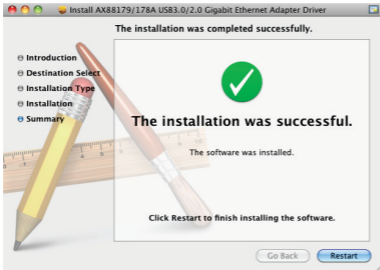 Install AX88179/178A USB3.0/2.0 Gigabit Ethernet Adapter Driver
The installation was completed successfully.
Introduction
Destination Select
Installation Type
Installation
Summary
The installation was successful.
The software was installed.
Click Restart to finish installing the software.
Go Back
Restart